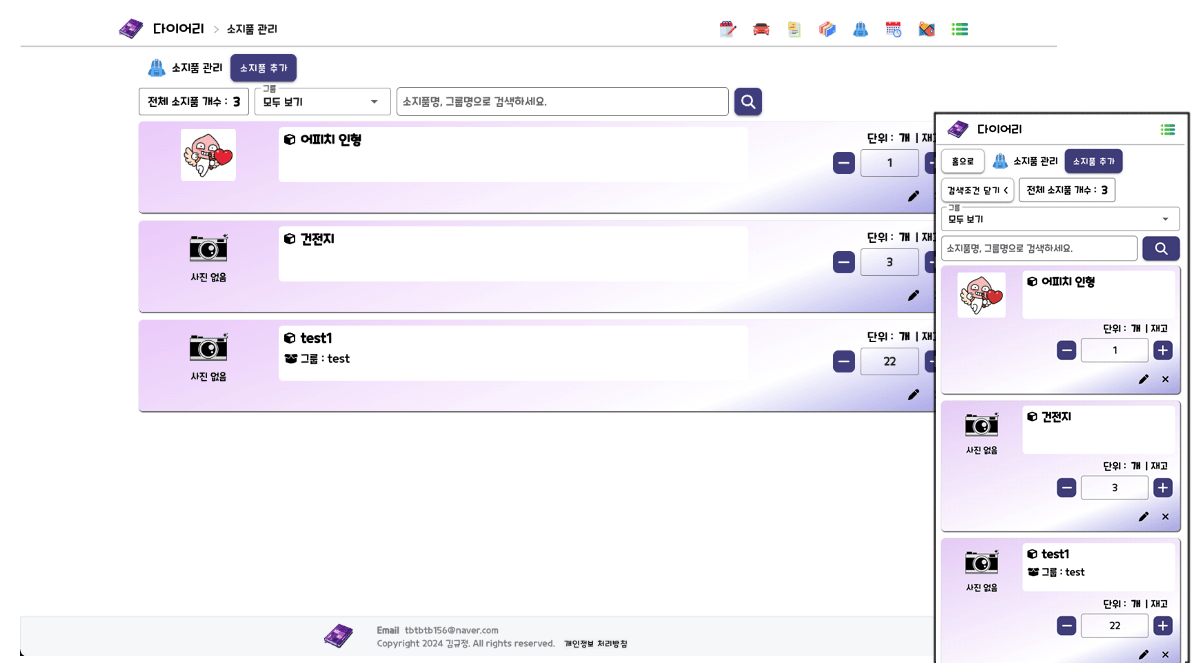 다이어리 > 소지품 관리
소지품 관리 소지품 추가
그룹
전체 소지품 개수 : 3 모두 보기 소지품명, 그룹명으로 검색하세요.
어피치 인형
단위 : 개 | 재
1
사진 없음
건전지
단위 : 개 | 재
3
사진 없음
test1
그룹 : test
단위 : 개 | 재
22
Email tbtbtb156@naver.com
Copyright 2024 김규정. All rights reserved. 개인정보 처리방침
다이어리
홈으로 소지품 관리 소지품 추가
검색조건 닫기 < 전체 소지품 개수 : 3
그룹
모두 보기
소지품명, 그룹명으로 검색하세요.
어피치 인형
단위 : 개 | 재고
1
건전지
사진 없음
단위 : 개 | 재고
3
test1
그룹 : test
사진 없음
단위 : 개 | 재고
22